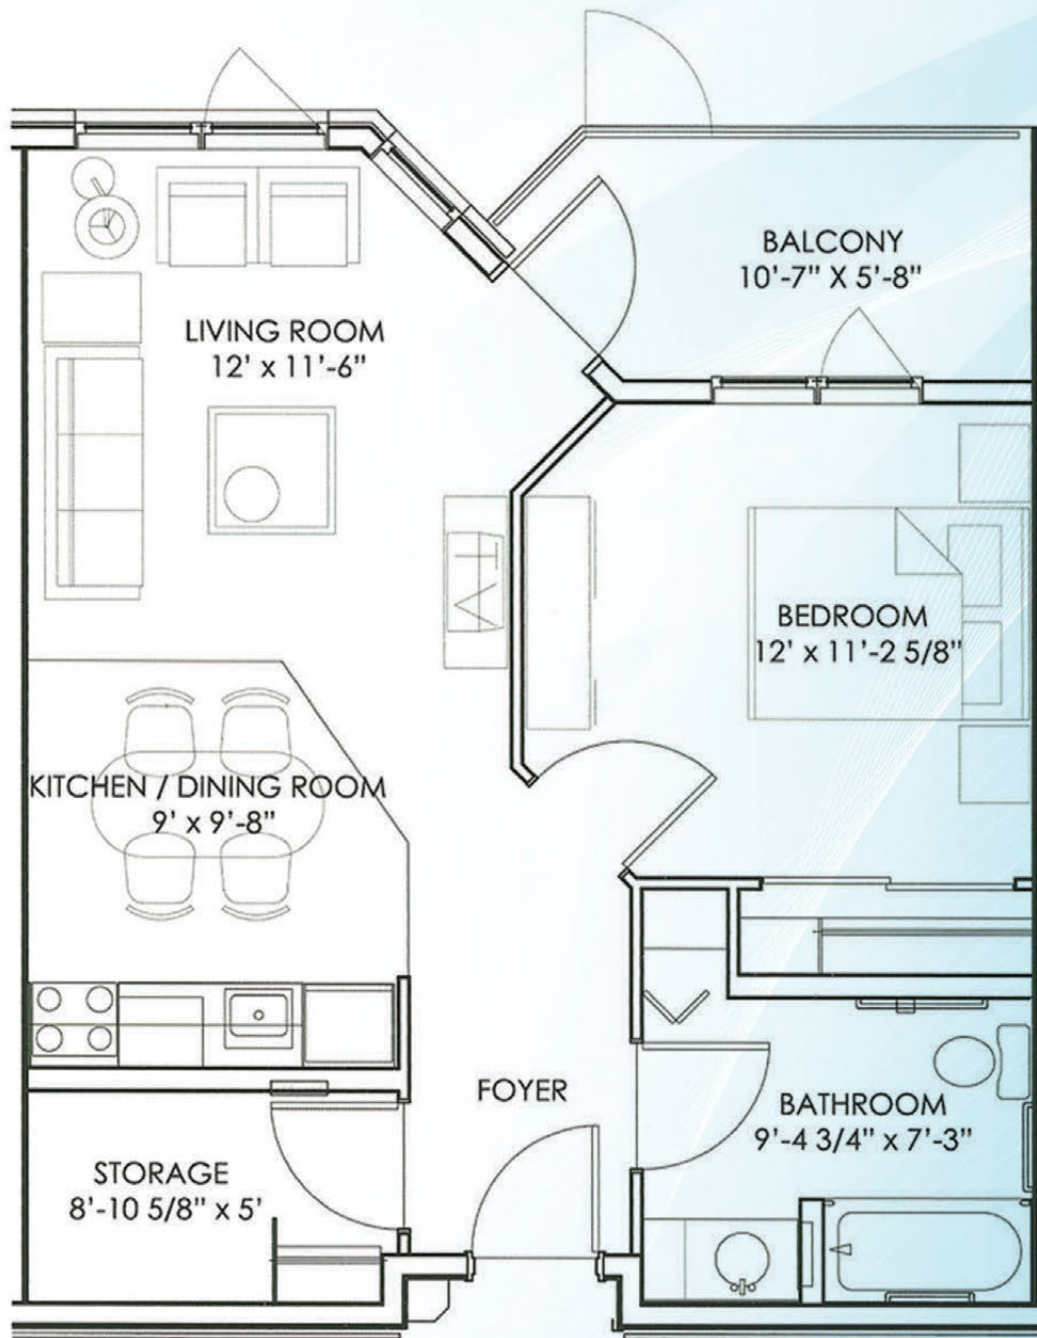 BALCONY
10'-7" X 5'-8"
LIVING ROOM
12' x 11'-6"
TV
BEDROOM
12' x 11'-2 5/8"
KITCHEN / DINING ROOM
9' x 9'-8"
FOYER
BATHROOM
9'-4 3/4" x 7'-3"
STORAGE
8'-10 5/8" x 5'